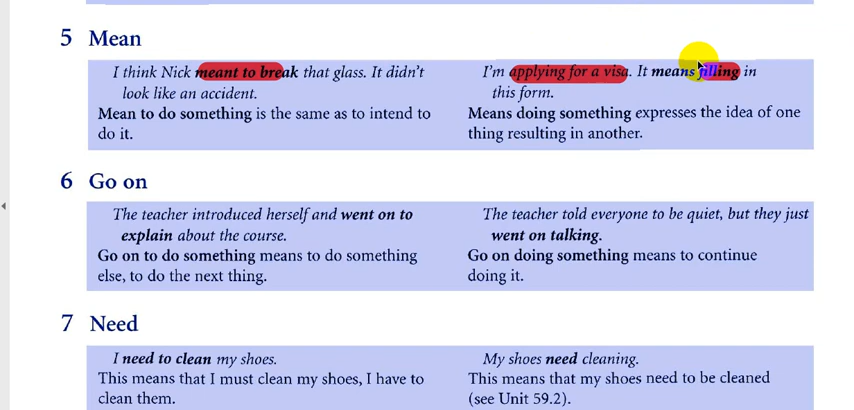 5 Mean
I think Nick meant to break that glass. It didn't
look like an accident.
Mean to do something is the same as to intend to
do it.
I'm applying for a visa. It means filling in
this form.
Means doing something expresses the idea of one
thing resulting in another.
6 Go on
The teacher introduced herself and went on to
explain about the course.
Go on to do something means to do something
else, to do the next thing.
The teacher told everyone to be quiet, but they just
went on talking.
Go on doing something means to continue
doing it.
7 Need
I need to clean my shoes.
This means that I must clean my shoes, I have to
clean them.
My shoes need cleaning.
This means that my shoes need to be cleaned
(see Unit 59.2).